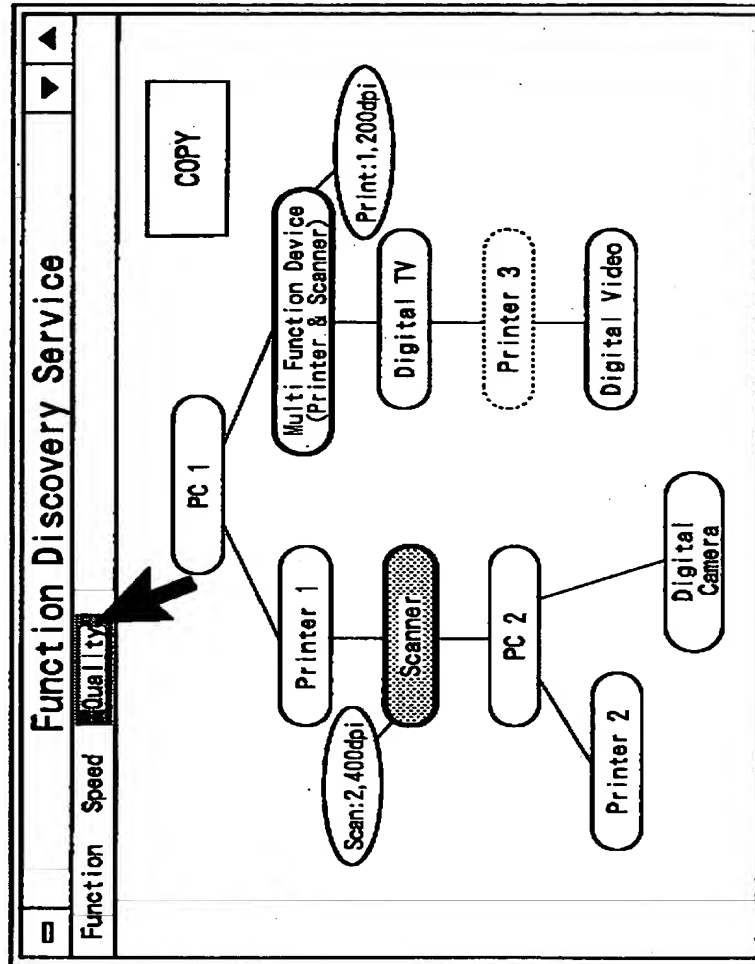 Function Discovery Service
Function Speed Quality
COPY
PC 1
Printer 1
Multi Function Device
(Printer & Scanner)
Print:1,200dpi
Scan:2,400dpi
Scanner
Digital TV
PC 2
Printer 3
Printer 2
Digital
Camera
Digital Video